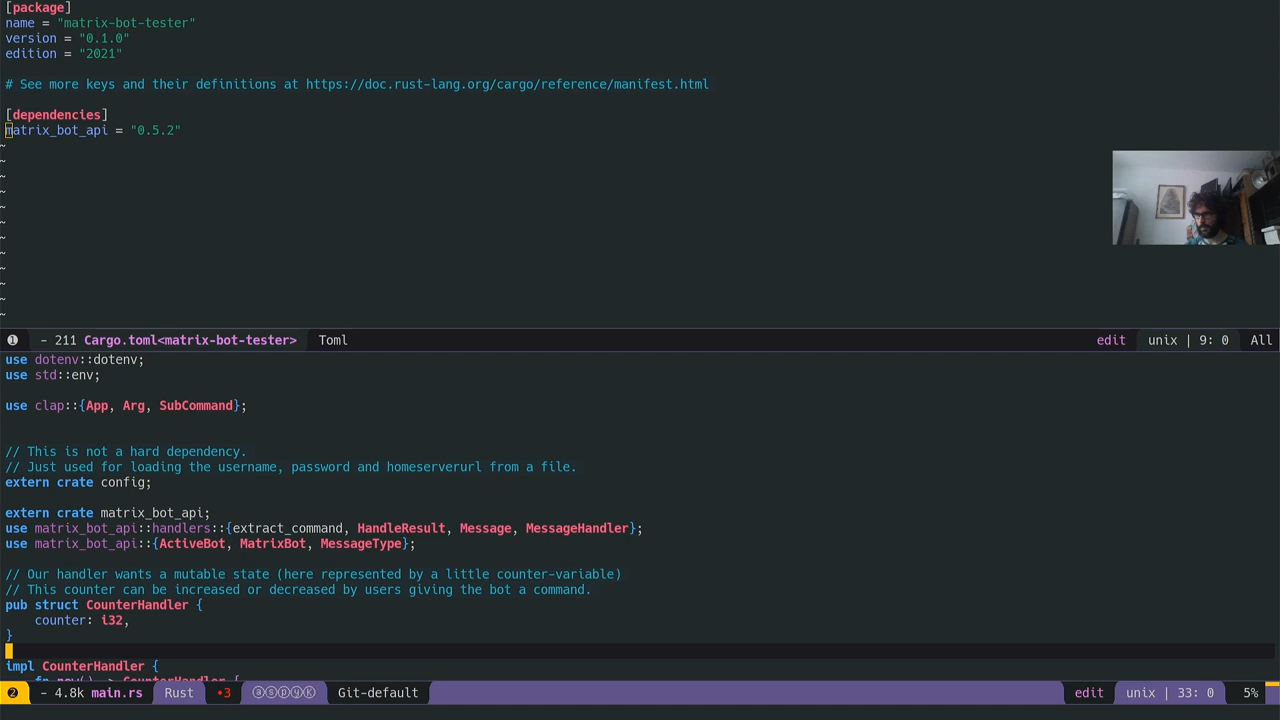 [package]
name = "matrix-bot-tester"
version = "0.1.0"
edition = "2021"
# See more keys and their definitions at https://doc.rust-lang.org/cargo/reference/manifest.html
[dependencies]
matrix_bot_api = "0.5.2"
~
~
~
~
~
~
~
~
~
~
~
~
❶ - 211 Cargo.toml<matrix-bot-tester> Toml edit unix | 9: 0 All
use dotenv::dotenv;
use std::env;
use clap::{App, Arg, SubCommand};
// This is not a hard dependency.
// Just used for loading the username, password and homeserverurl from a file.
extern crate config;
extern crate matrix_bot_api;
use matrix_bot_api::handlers::{extract_command, HandleResult, Message, MessageHandler};
use matrix_bot_api::{ActiveBot, MatrixBot, MessageType};
// Our handler wants a mutable state (here represented by a little counter-variable)
// This counter can be increased or decreased by users giving the bot a command.
pub struct CounterHandler {
    counter: i32,
}
impl CounterHandler {
    fn new() -> CounterHandler {
❷ - 4.8k main.rs Rust •3 ⓐⓢⓟⓨⓀ Git-default edit unix | 33: 0 5%